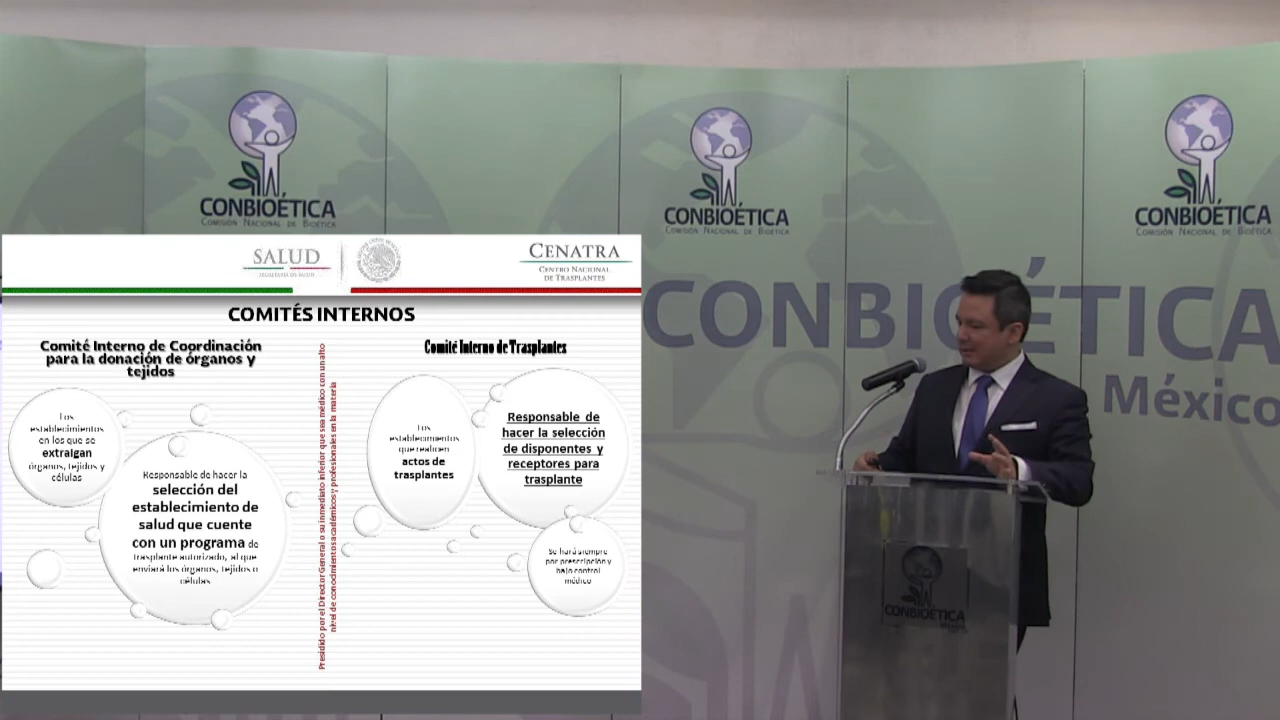 CONBIOÉTICA
COMISIÓN NACIONAL DE BIOÉTICA
CONBIOÉTICA
COMISIÓN NACIONAL DE BIOÉTICA
CONBIOÉTICA
COMISIÓN NACIONAL DE BIOÉTICA
CONBIOÉTICA
México
SALUD
SECRETARÍA DE SALUD
CENATRA
CENTRO NACIONAL
DE TRASPLANTES
COMITÉS INTERNOS
Comité Interno de Coordinación
para la donación de órganos y
tejidos
Los
establecimientos
en los que se
extraigan
órganos, tejidos y
células
Responsable de hacer la
selección del
establecimiento de
salud que cuente
con un programa de
trasplante autorizado, al que
enviará los órganos, tejidos o
células
Presidido por el Director General o su inmediato inferior que sea médico con un alto
nivel de conocimientos académicos y profesionales en la materia
Comité Interno de Trasplantes
Los
establecimientos
que realicen
actos de
trasplantes
Responsable de
hacer la selección
de disponentes y
receptores para
trasplante
Se hará siempre
por prescripción y
bajo control
médico
CONBIOÉTICA
México